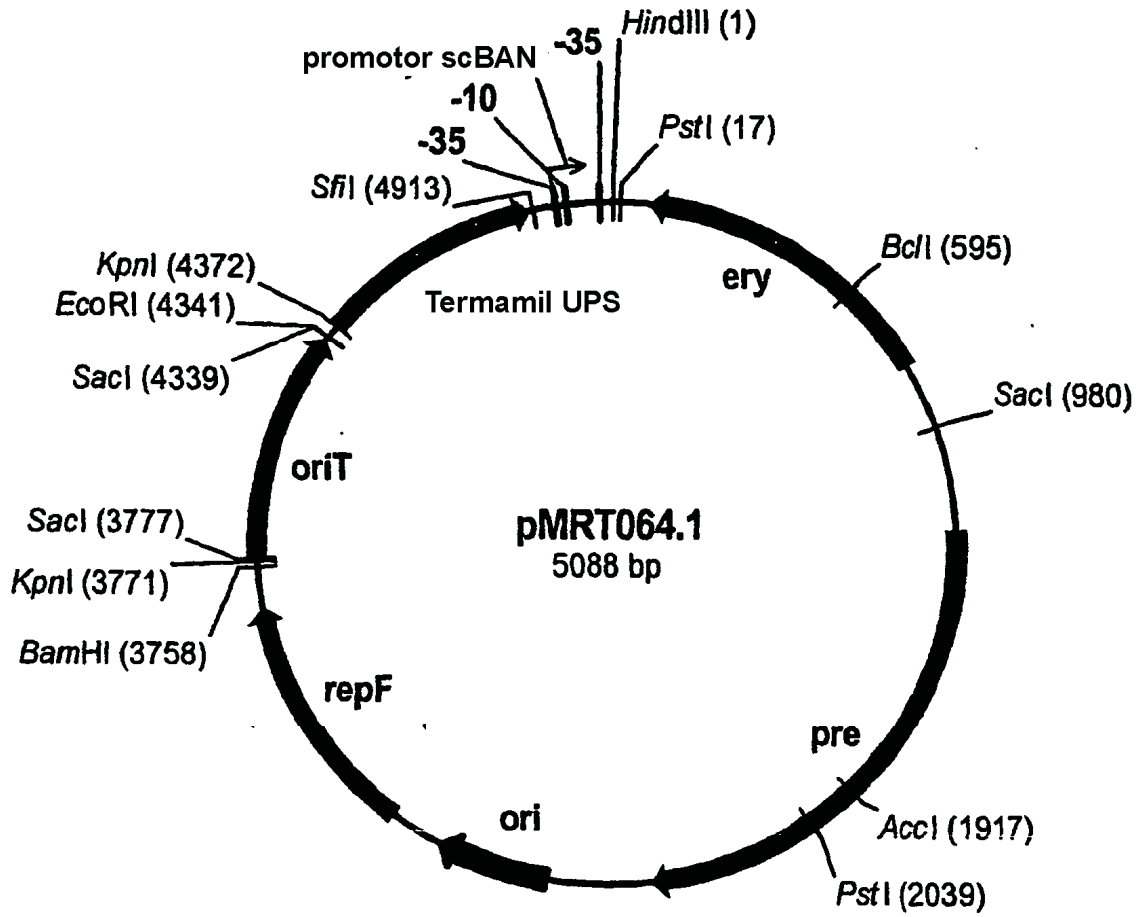 HindIII (1)
-35
promotor scBAN
-10
-35
PstI (17)
SfiI (4913)
BclI (595)
KpnI (4372)
ery
EcoRI (4341)
Termamil UPS
SacI (4339)
SacI (980)
oriT
SacI (3777)
pMRT064.1
5088 bp
KpnI (3771)
BamHI (3758)
repF
pre
ori
AccI (1917)
PstI (2039)